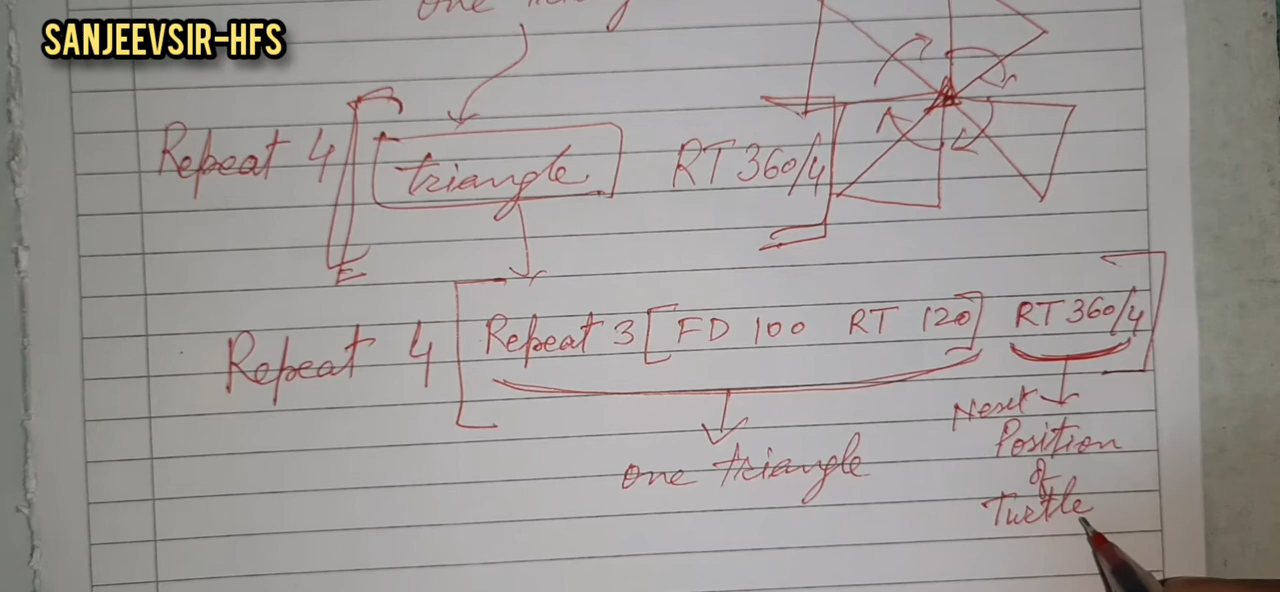 SANJEEVSIR-HFS
one
Repeat 4 [ triangle RT 360/4 ]
Repeat 4 [ Repeat 3 [ FD 100 RT 120 ] RT 360/4 ]
one triangle
Next
Position
of
Turtle